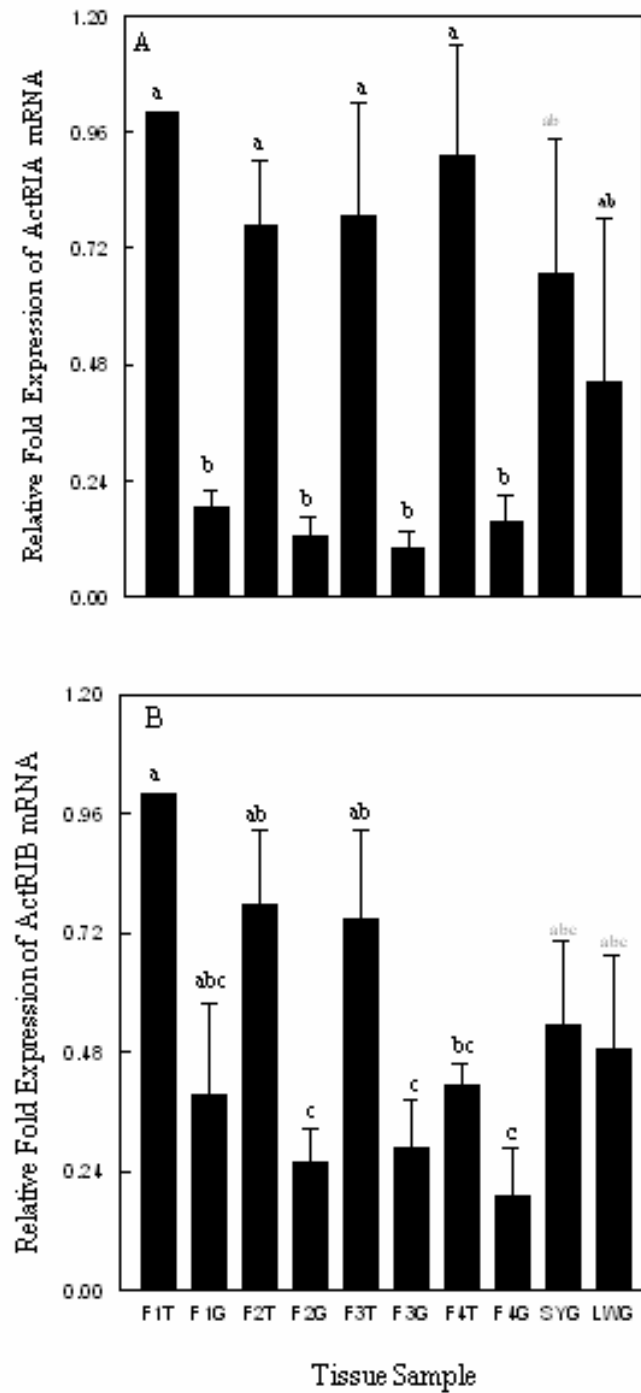 1.20
A
a
a
a
a
ab
ab
0.96
0.72
0.48
0.24
0.00
b
b
b
b
Relative Fold Expression of ActRIA mRNA
1.20
B
a
ab
ab
0.96
abc
abc
0.72
abc
bc
0.48
c
c
c
0.24
0.00
Relative Fold Expression of ActRIB mRNA
F1T F1G F2T F2G F3T F3G F4T F4G SYG LWG
Tissue Sample